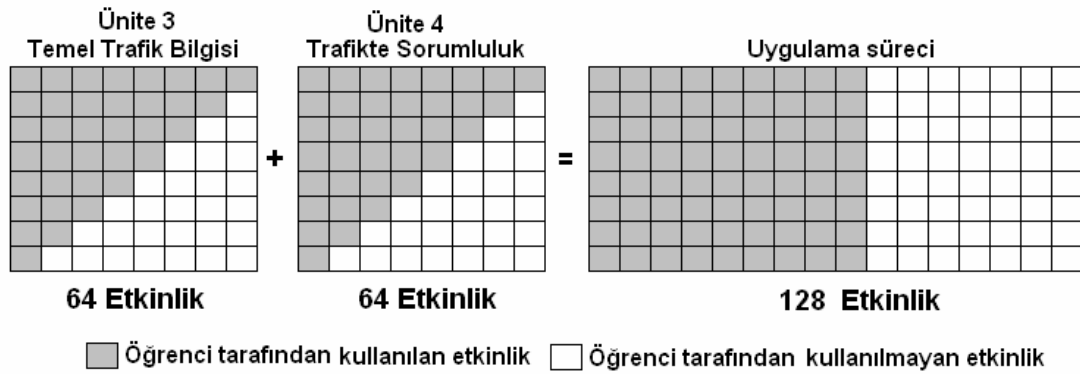 Ünite 3
Temel Trafik Bilgisi
Ünite 4
Trafikte Sorumluluk
Uygulama süreci
+
=
64 Etkinlik
64 Etkinlik
128 Etkinlik
Öğrenci tarafından kullanılan etkinlik
Öğrenci tarafından kullanılmayan etkinlik